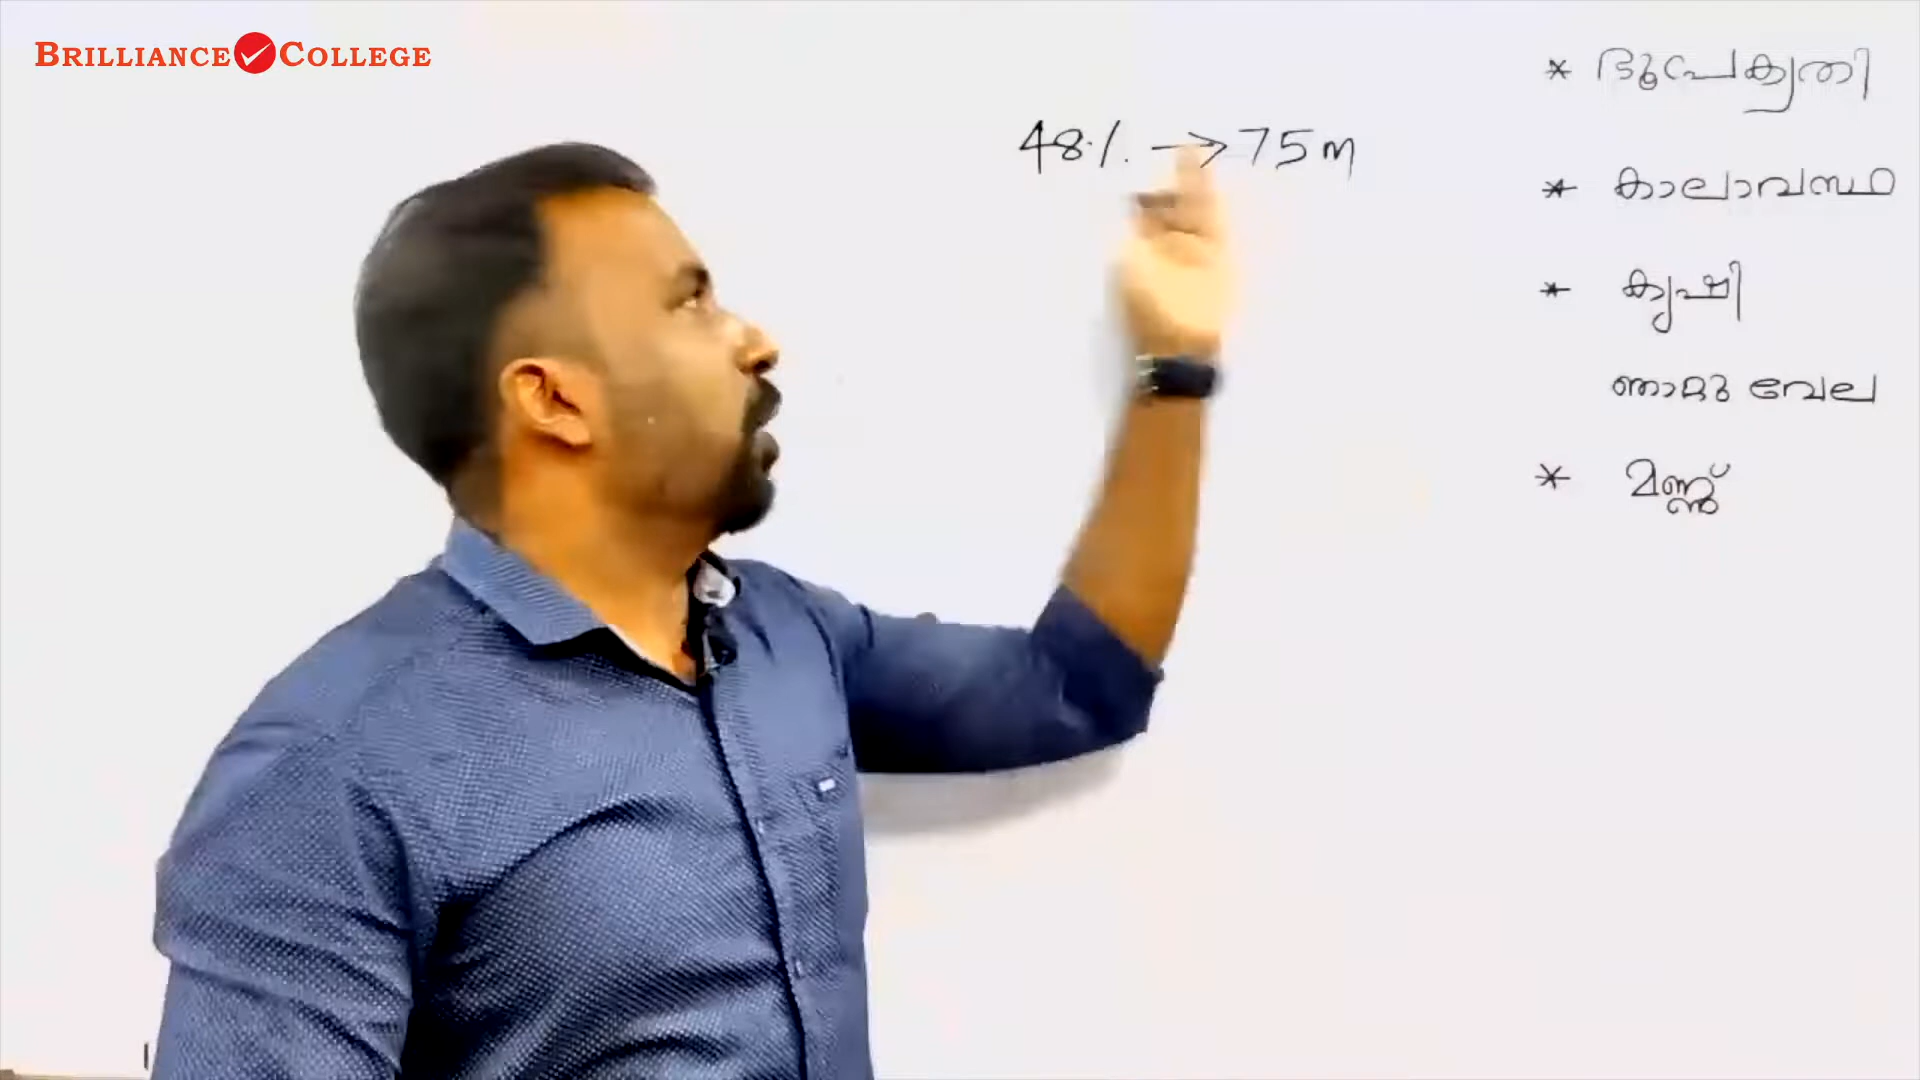 BRILLIANCE COLLEGE
48% → 75m
* ഭൂപ്രകൃതി
* കാലാവസ്ഥ
* കൃഷി
ഞാറ്റുവേല
* മണ്ണ്